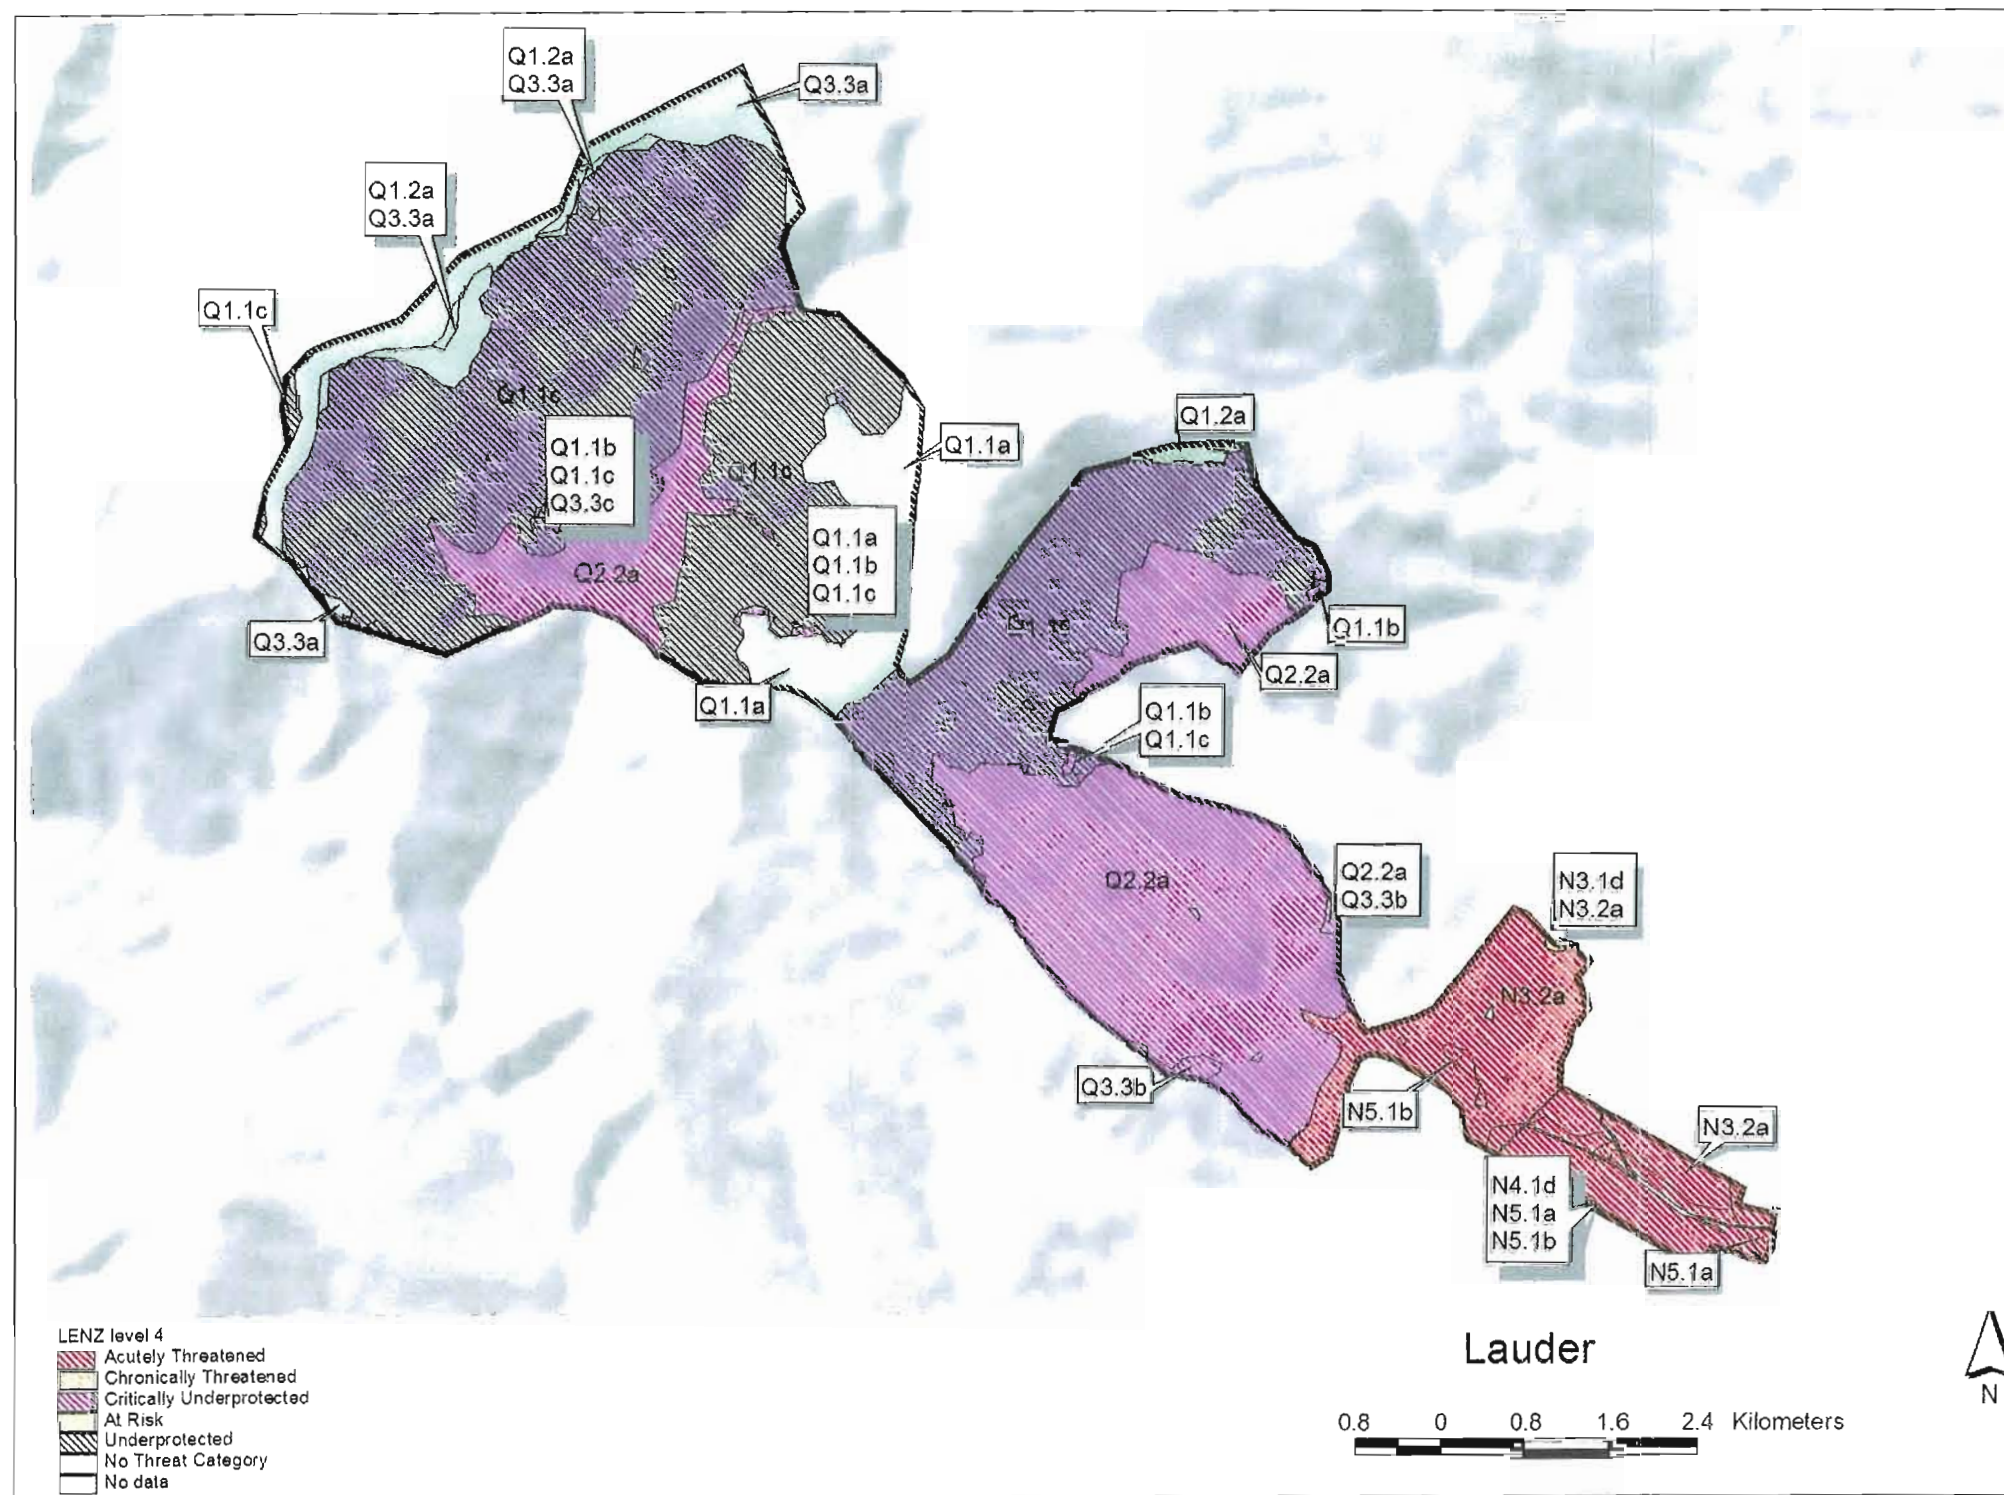 Q1.2a
Q3.3a
Q3.3a
Q1.2a
Q3.3a
Q1.1c
Q1.1c
Q1.1b
Q1.1c
Q3.3c
Q1.1c
Q1.1a
Q1.2a
Q1.1a
Q1.1b
Q1.1c
Q2.2a
Q3.3a
Q1.1a
Q1.1b
Q2.2a
Q1.1b
Q1.1c
Q2.2a
Q2.2a
Q3.3b
N3.1d
N3.2a
N3.2a
Q3.3b
N5.1b
N3.2a
N4.1d
N5.1a
N5.1b
N5.1a
LENZ level 4
Acutely Threatened
Chronically Threatened
Critically Underprotected
At Risk
Underprotected
No Threat Category
No data
Lauder
N
0.8 0 0.8 1.6 2.4 Kilometers